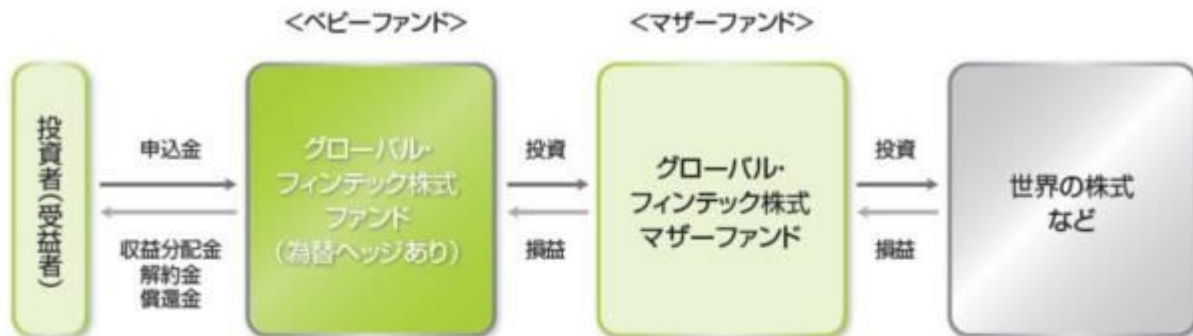 ＜ベビーファンド＞
＜マザーファンド＞
投資者（受益者）
申込金
収益分配金
解約金
償還金
グローバル・
フィンテック株式
ファンド
（為替ヘッジあり）
投資
損益
グローバル・
フィンテック株式
マザーファンド
投資
損益
世界の株式
など